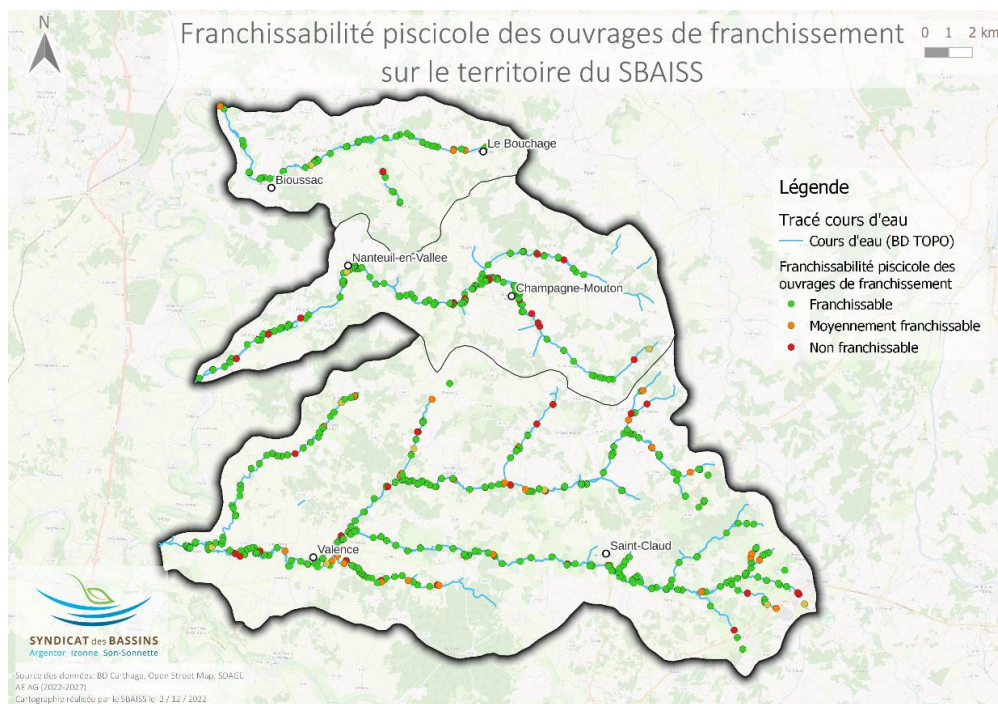 N
Franchissabilité piscicole des ouvrages de franchissement
sur le territoire du SBAISS
0 1 2 km
Le Bouchage
Bioussac
Nanteuil-en-Vallee
Champagne-Mouton
Valence
Saint-Claud
Légende
Tracé cours d'eau
Cours d'eau (BD TOPO)
Franchissabilité piscicole des
ouvrages de franchissement
Franchissable
Moyennement franchissable
Non franchissable
SYNDICAT des BASSINS
Argentor Izonne Son-Sonnette
Source des données: BD Carthage, Open Street Map, SDAGE
AE AG (2022-2027)
Cartographie réalisée par le SBAISS le 2 / 12 / 2022